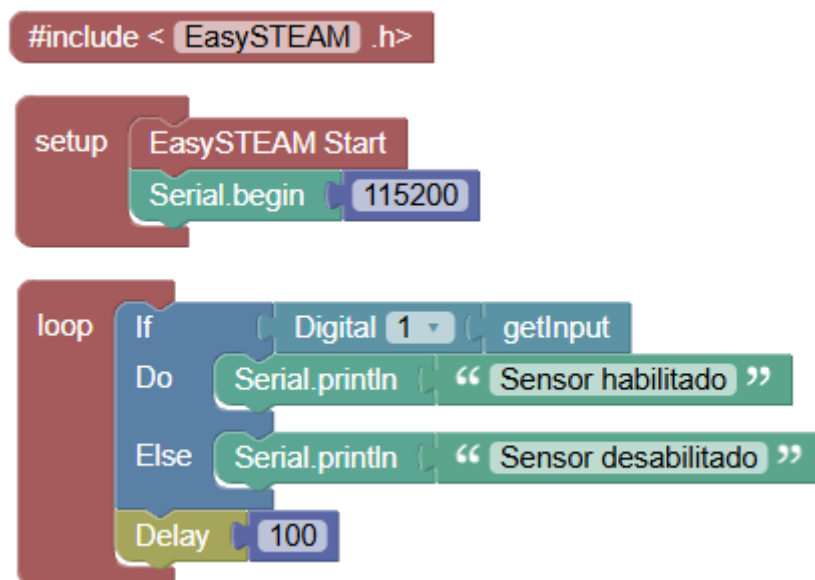 #include < EasySTEAM .h>
setup EasySTEAM Start
Serial.begin 115200
loop If Digital 1 getInput
Do Serial.println “ Sensor habilitado ”
Else Serial.println “ Sensor desabilitado ”
Delay 100